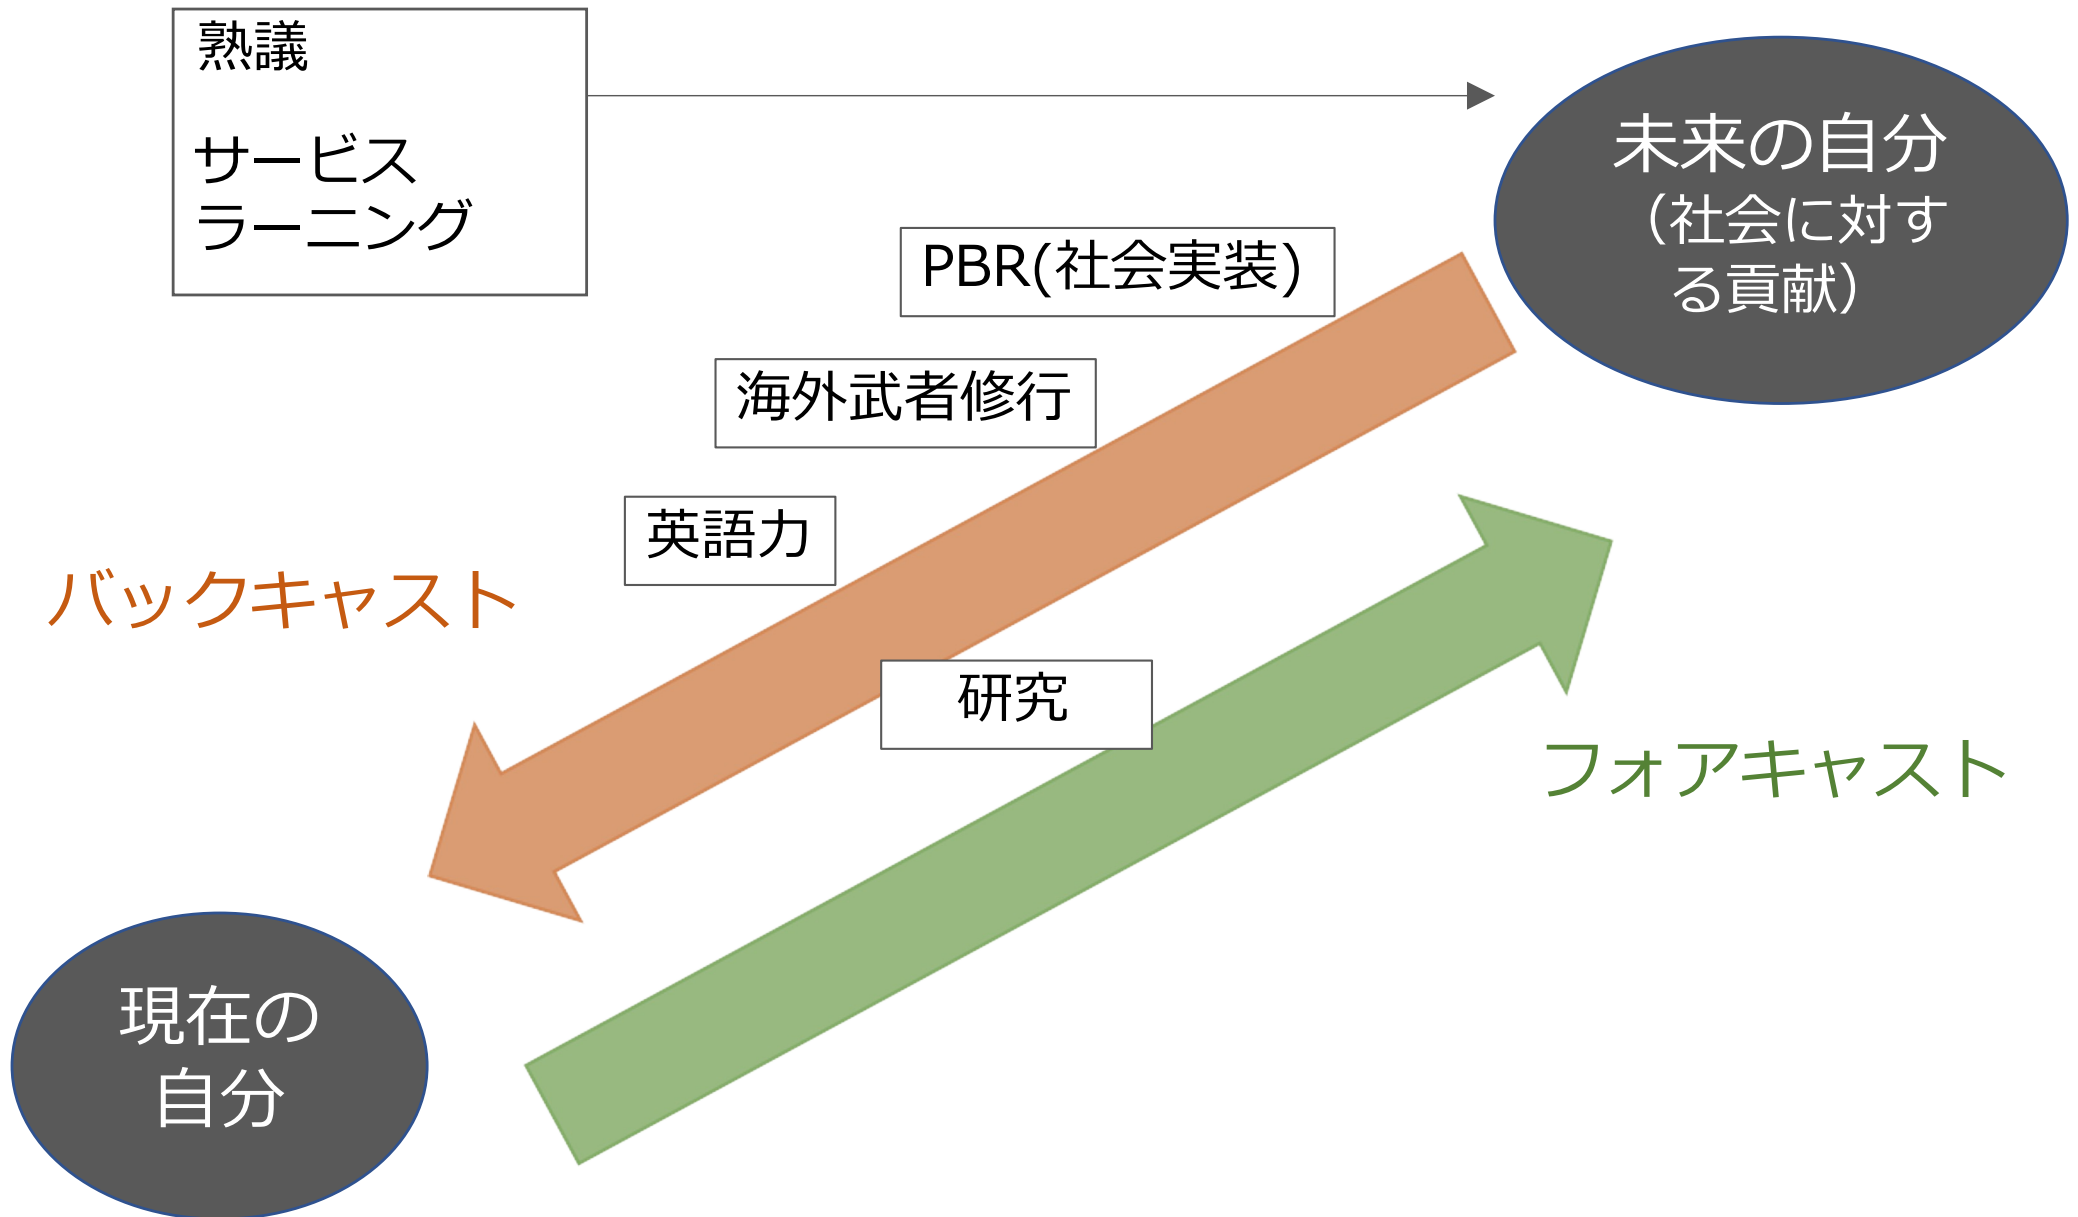 熟議
サービス
ラーニング
未来の自分
（社会に対す
る貢献）
PBR(社会実装)
海外武者修行
英語力
バックキャスト
研究
フォアキャスト
現在の
自分